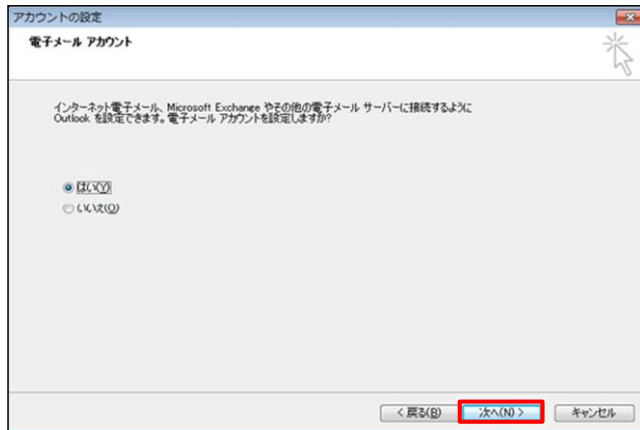 アカウントの設定
電子メール アカウント
インターネット電子メール、Microsoft Exchange やその他の電子メール サーバーに接続するように
Outlook を設定できます。電子メール アカウントを設定しますか?
はい(Y)
いいえ(O)
< 戻る(B) 次へ(N) > キャンセル